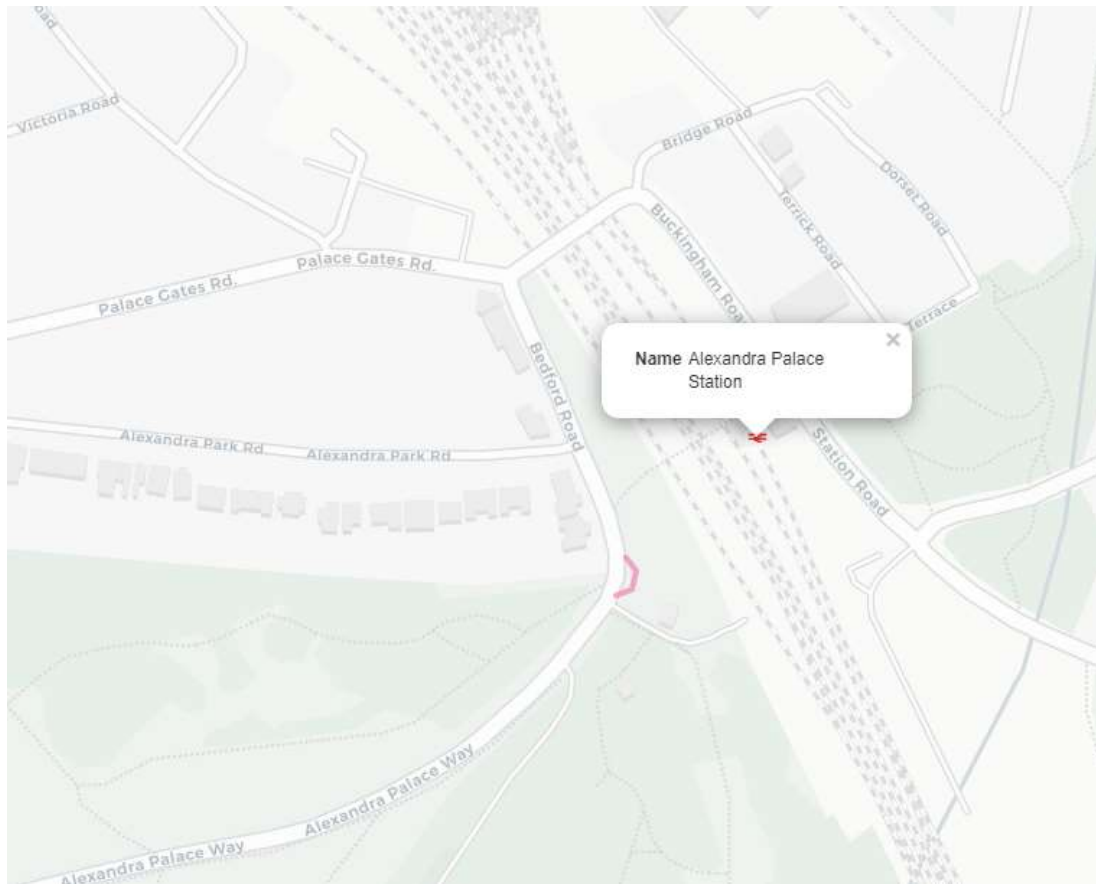 Road
Victoria Road
Bridge Road
Dorset Road
Terrick Road
Buckingham Roa
Palace Gates Rd.
Palace Gates Rd.
Terrace
×
Name Alexandra Palace
Station
Bedford Road
Alexandra Park Rd
Alexandra Park Rd
Station Road
Alexandra Palace Way
Alexandra Palace Way